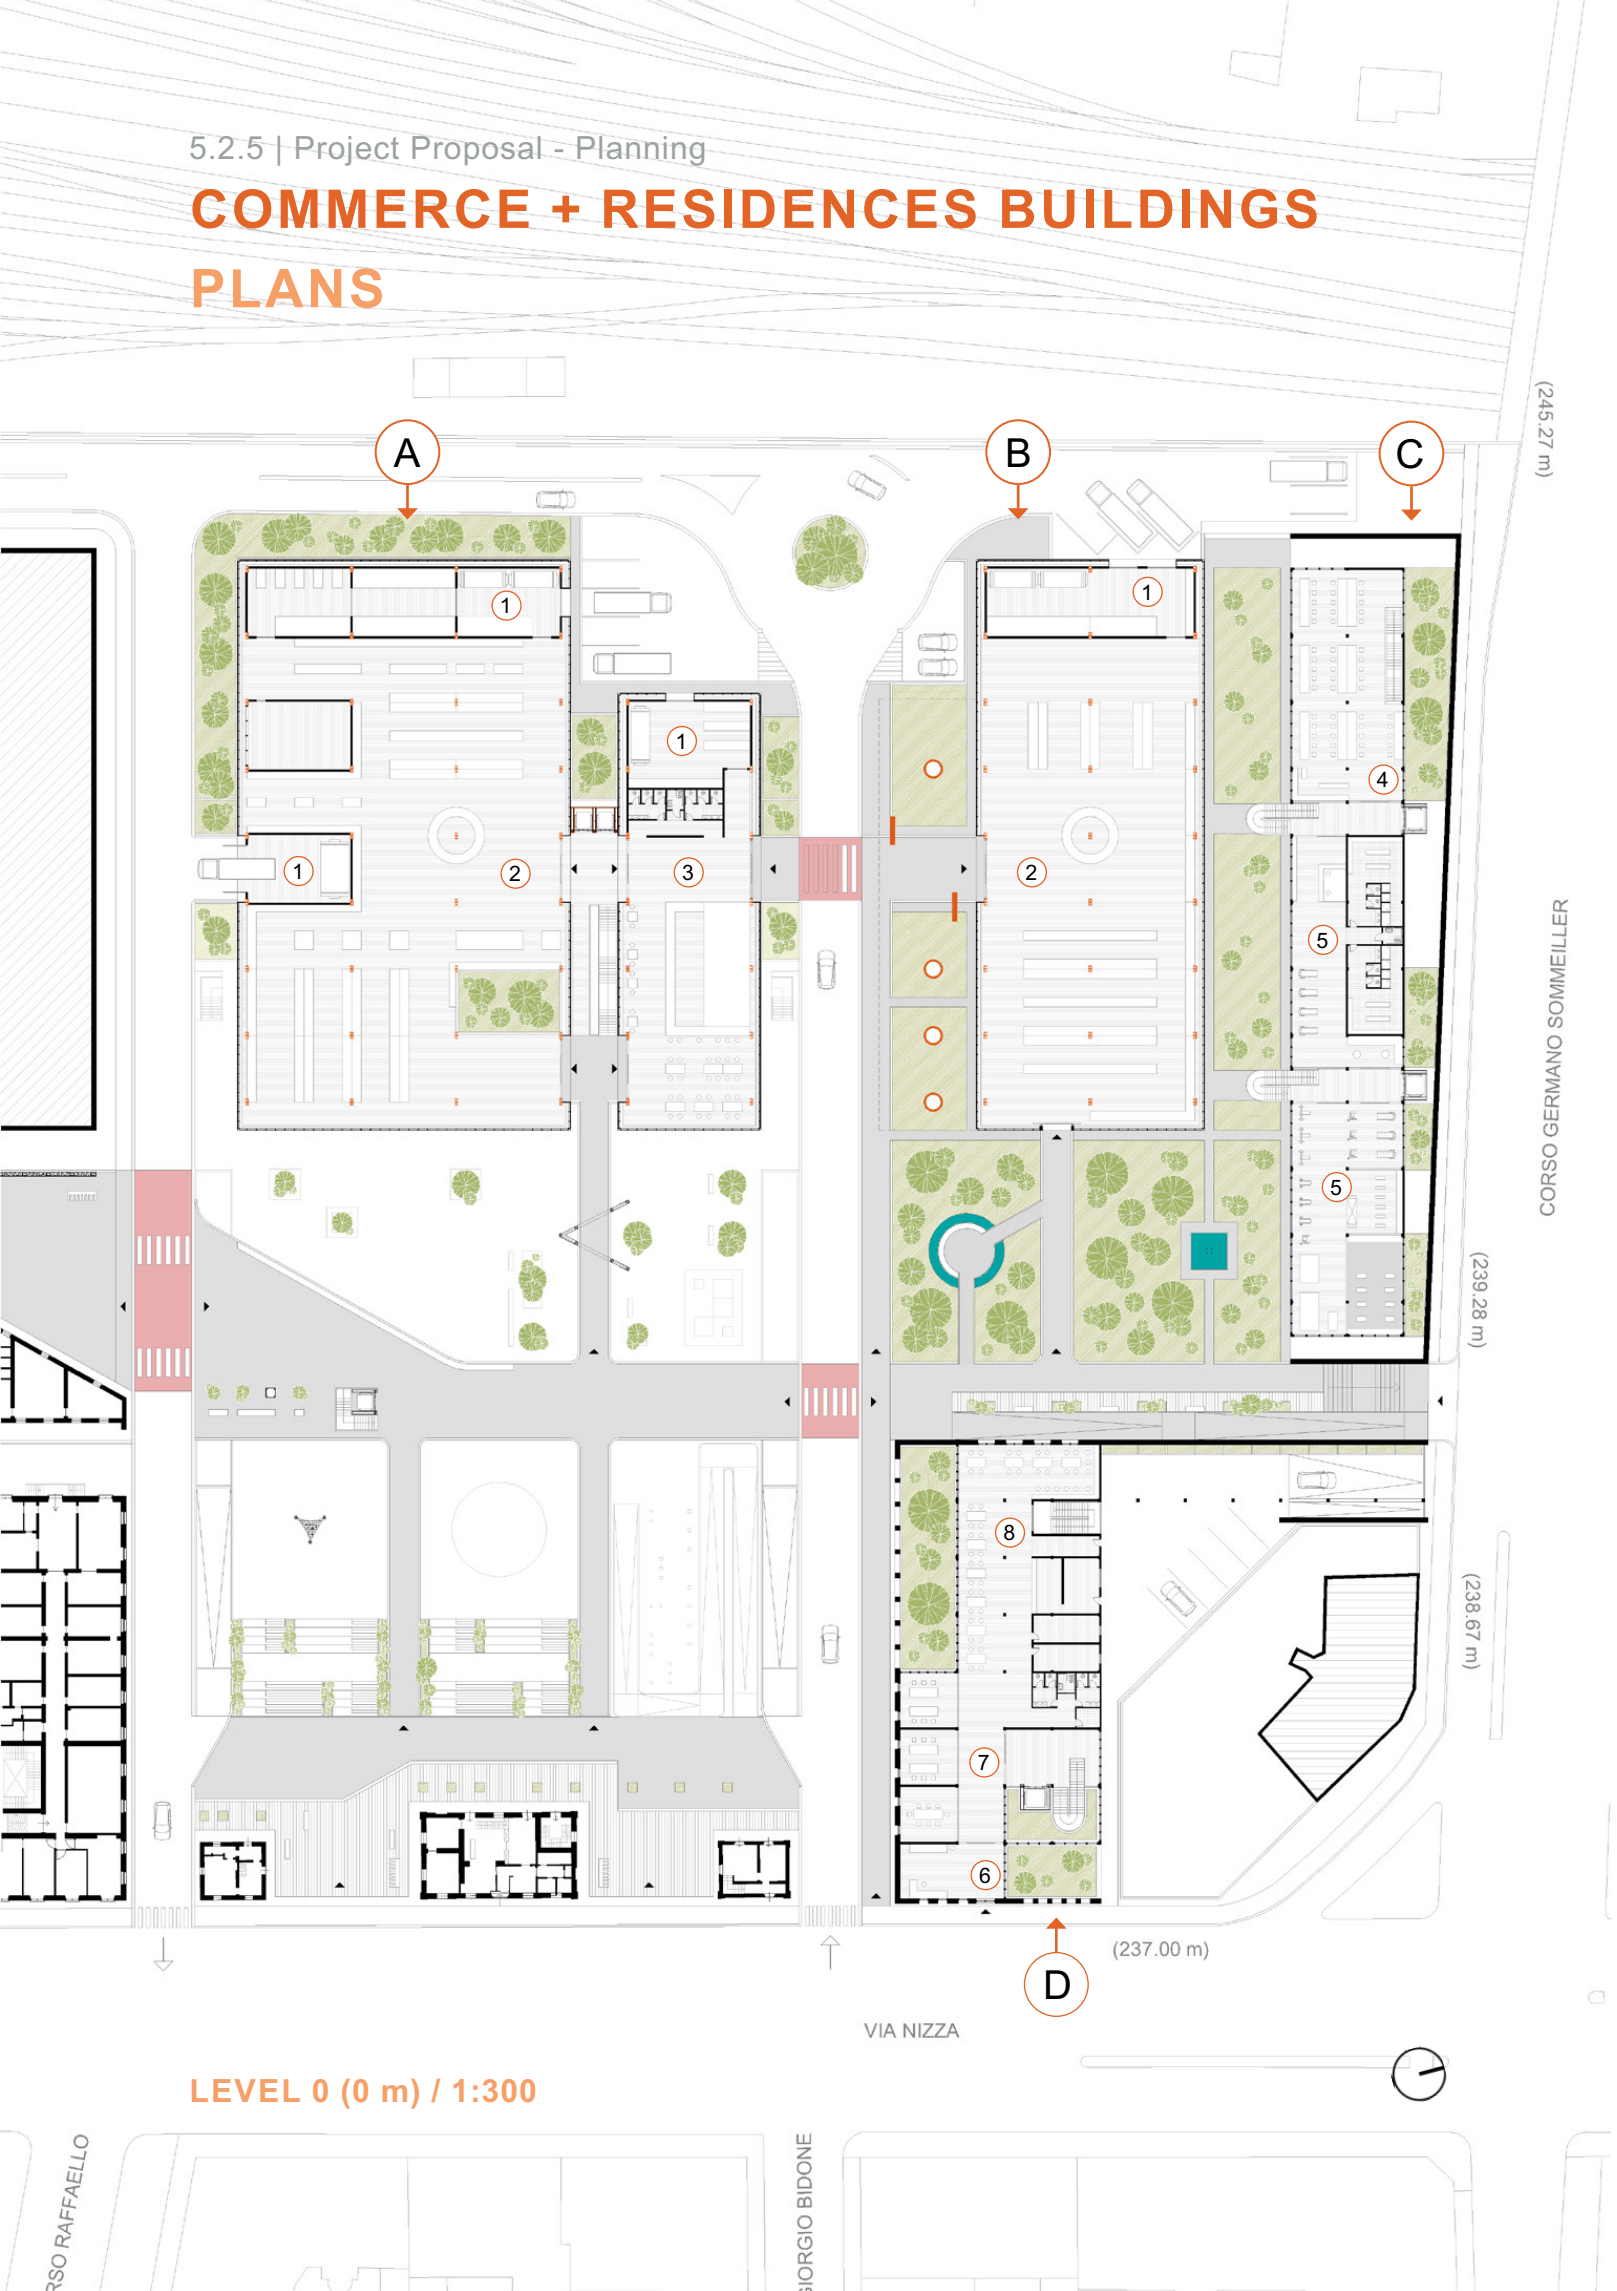 5.2.5 | Project Proposal - Planning
COMMERCE + RESIDENCES BUILDINGS
PLANS
(245.27 m)
A
B
C
1
1
1
4
1
2
3
2
5
CORSO GERMANO SOMMEILLER
5
(239.28 m)
8
(238.67 m)
7
6
(237.00 m)
D
VIA NIZZA
LEVEL 0 (0 m) / 1:300
RSO RAFFAELLO
GIORGIO BIDONE